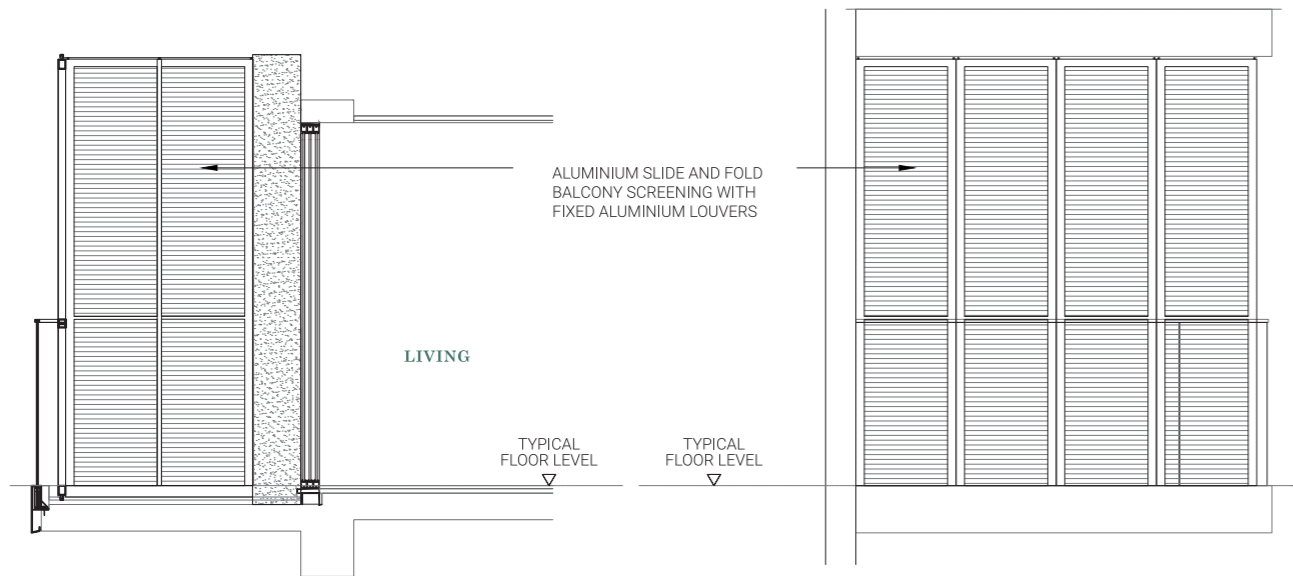 ALUMINIUM SLIDE AND FOLD
BALCONY SCREENING WITH
FIXED ALUMINIUM LOUVERS
LIVING
TYPICAL
FLOOR LEVEL
TYPICAL
FLOOR LEVEL